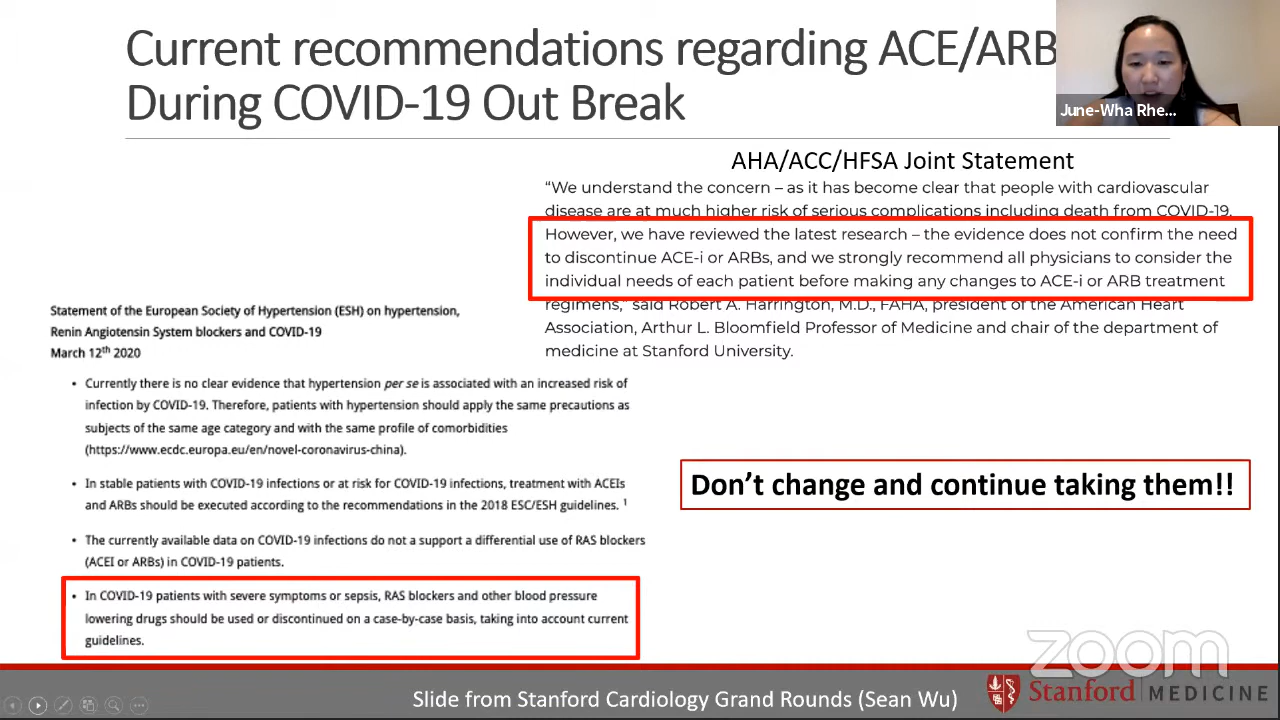 Current recommendations regarding ACE/ARB
During COVID-19 Out Break
June-Wha Rhe...
AHA/ACC/HFSA Joint Statement
“We understand the concern – as it has become clear that people with cardiovascular
disease are at much higher risk of serious complications including death from COVID-19.
However, we have reviewed the latest research – the evidence does not confirm the need
to discontinue ACE-i or ARBs, and we strongly recommend all physicians to consider the
individual needs of each patient before making any changes to ACE-i or ARB treatment
regimens,” said Robert A. Harrington, M.D., FAHA, president of the American Heart
Association, Arthur L. Bloomfield Professor of Medicine and chair of the department of
medicine at Stanford University.
Statement of the European Society of Hypertension (ESH) on hypertension,
Renin Angiotensin System blockers and COVID-19
March 12th 2020
• Currently there is no clear evidence that hypertension per se is associated with an increased risk of
infection by COVID-19. Therefore, patients with hypertension should apply the same precautions as
subjects of the same age category and with the same profile of comorbidities
(https://www.ecdc.europa.eu/en/novel-coronavirus-china).
• In stable patients with COVID-19 infections or at risk for COVID-19 infections, treatment with ACEIs
and ARBs should be executed according to the recommendations in the 2018 ESC/ESH guidelines. 1
• The currently available data on COVID-19 infections do not a support a differential use of RAS blockers
(ACEI or ARBs) in COVID-19 patients.
• In COVID-19 patients with severe symptoms or sepsis, RAS blockers and other blood pressure
lowering drugs should be used or discontinued on a case-by-case basis, taking into account current
guidelines.
Don’t change and continue taking them!!
zoom
Slide from Stanford Cardiology Grand Rounds (Sean Wu)
Stanford MEDICINE